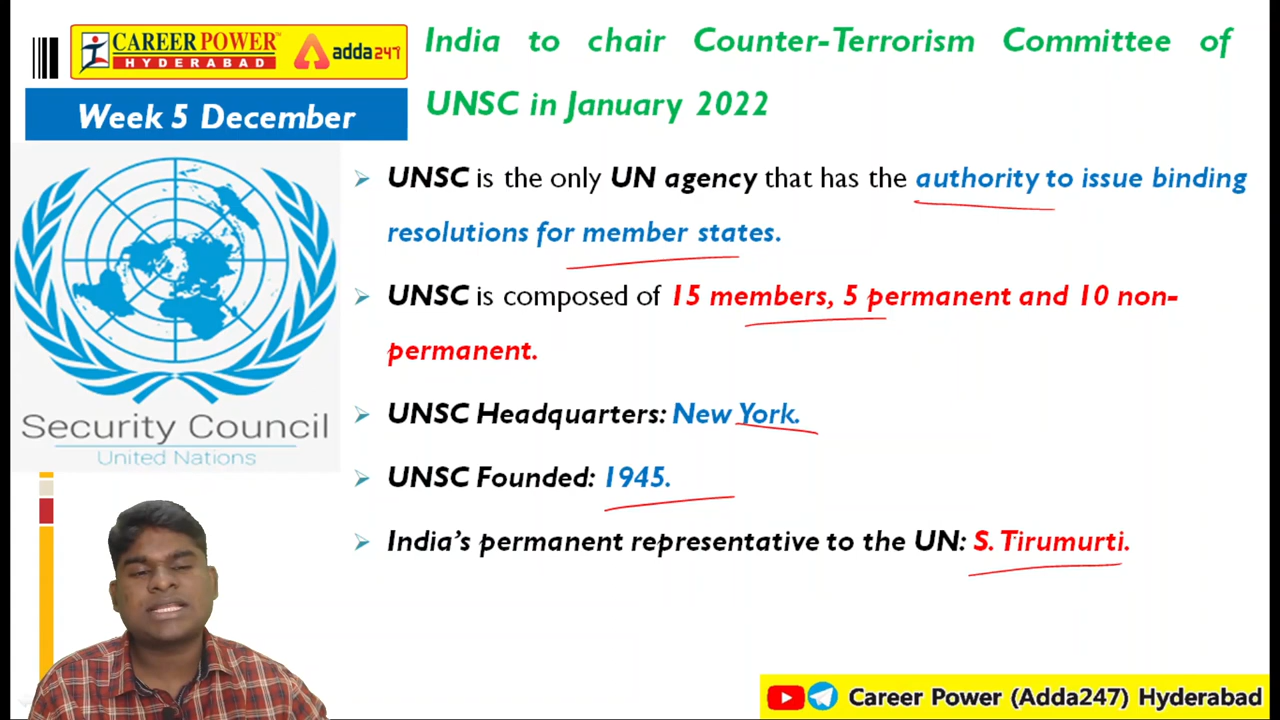 CAREER POWER
HYDERABAD
adda247
India to chair Counter-Terrorism Committee of
UNSC in January 2022
Week 5 December
Security Council
United Nations
UNSC is the only UN agency that has the authority to issue binding
resolutions for member states.
UNSC is composed of 15 members, 5 permanent and 10 non-
permanent.
UNSC Headquarters: New York.
UNSC Founded: 1945.
India’s permanent representative to the UN: S. Tirumurti.
Career Power (Adda247) Hyderabad